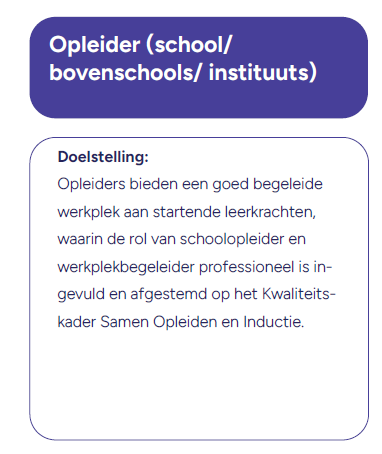 Opleider (school/
bovenschools/ instituuts)
Doelstelling:
Opleiders bieden een goed begeleide
werkplek aan startende leerkrachten,
waarin de rol van schoolopleider en
werkplekbegeleider professioneel is in-
gevuld en afgestemd op het Kwaliteits-
kader Samen Opleiden en Inductie.